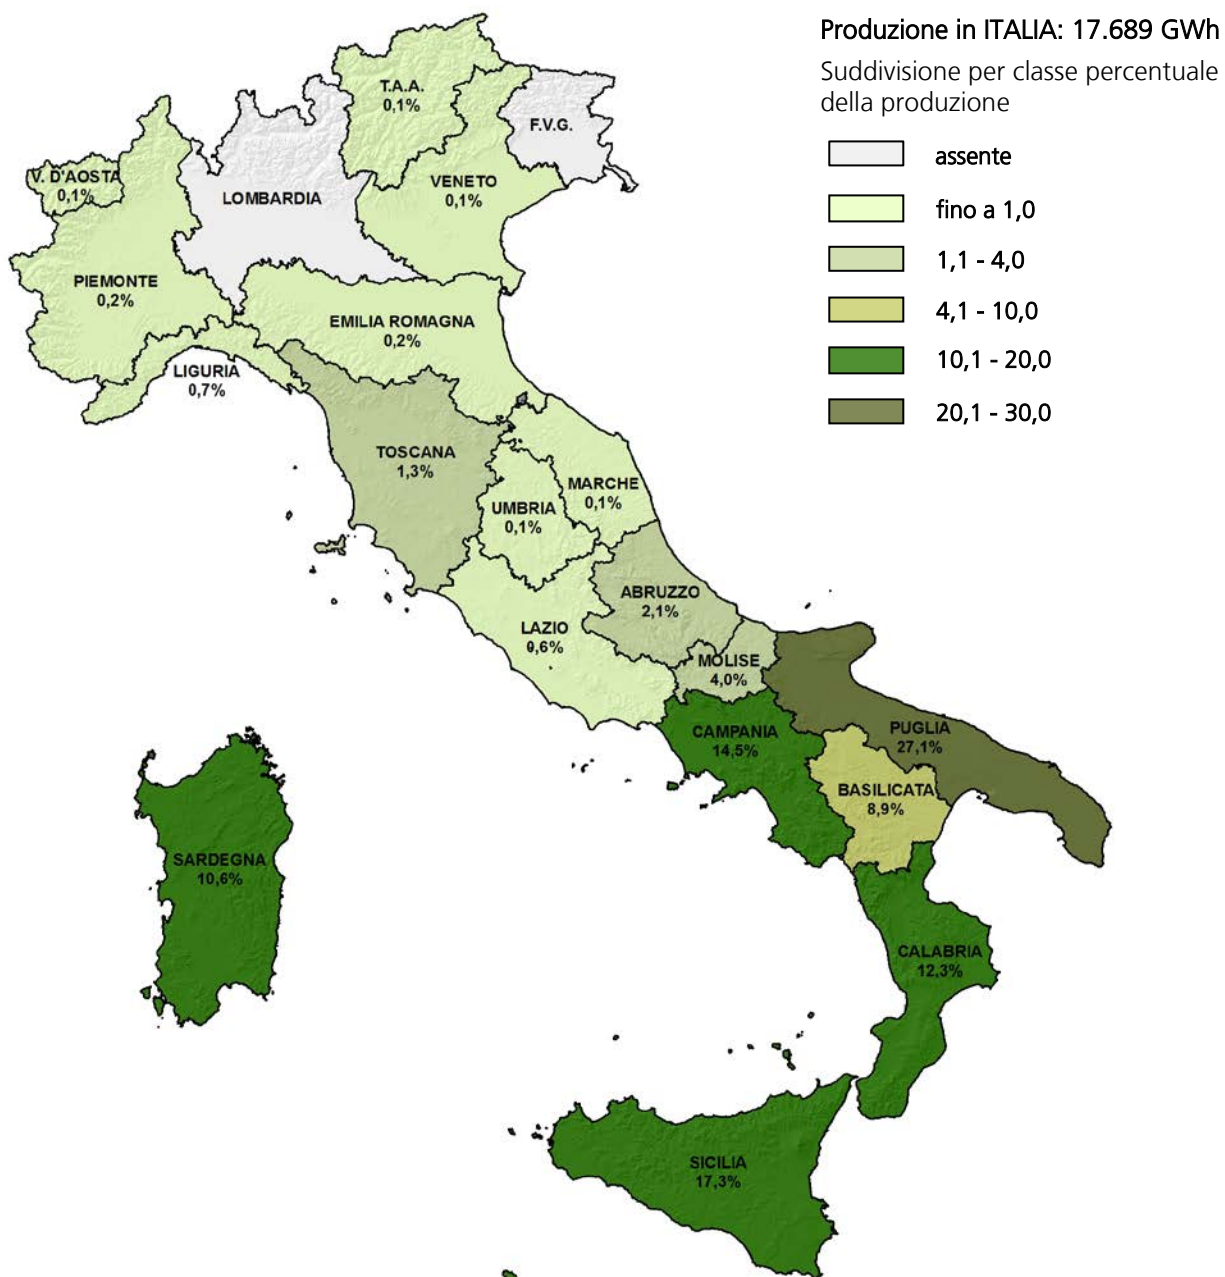 Produzione in ITALIA: 17.689 GWh
Suddivisione per classe percentuale
della produzione
assente
fino a 1,0
1,1 - 4,0
4,1 - 10,0
10,1 - 20,0
20,1 - 30,0
T.A.A.
0,1%
F.V.G.
V. D'AOSTA
0,1%
LOMBARDIA
VENETO
0,1%
PIEMONTE
0,2%
EMILIA ROMAGNA
0,2%
LIGURIA
0,7%
TOSCANA
1,3%
MARCHE
0,1%
UMBRIA
0,1%
ABRUZZO
2,1%
LAZIO
0,6%
MOLISE
4,0%
CAMPANIA
14,5%
PUGLIA
27,1%
BASILICATA
8,9%
SARDEGNA
10,6%
CALABRIA
12,3%
SICILIA
17,3%